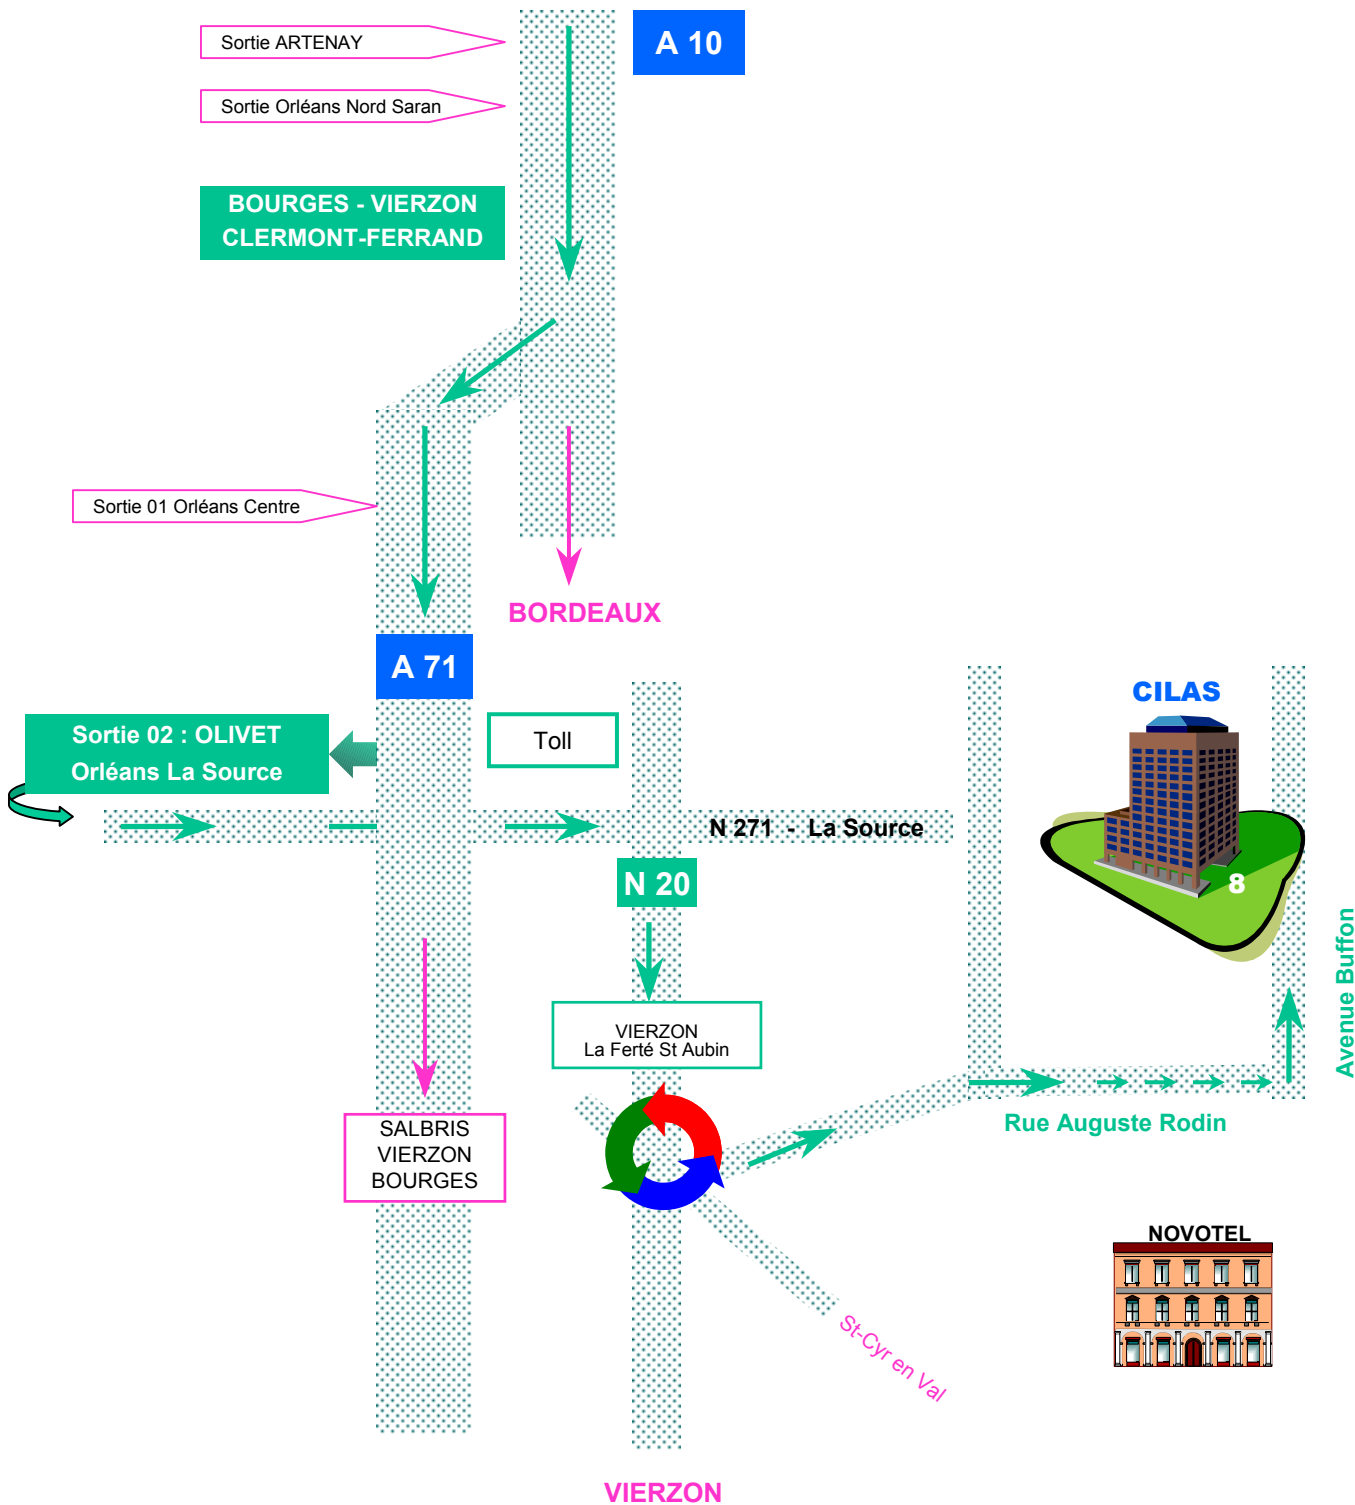 Sortie ARTENAY
A 10
Sortie Orléans Nord Saran
BOURGES - VIERZON
CLERMONT-FERRAND
Sortie 01 Orléans Centre
BORDEAUX
A 71
CILAS
Sortie 02 : OLIVET
Orléans La Source
Toll
N 271 - La Source
N 20
8
Avenue Buffon
VIERZON
La Ferté St Aubin
Rue Auguste Rodin
SALBRIS
VIERZON
BOURGES
NOVOTEL
St-Cyr en Val
VIERZON